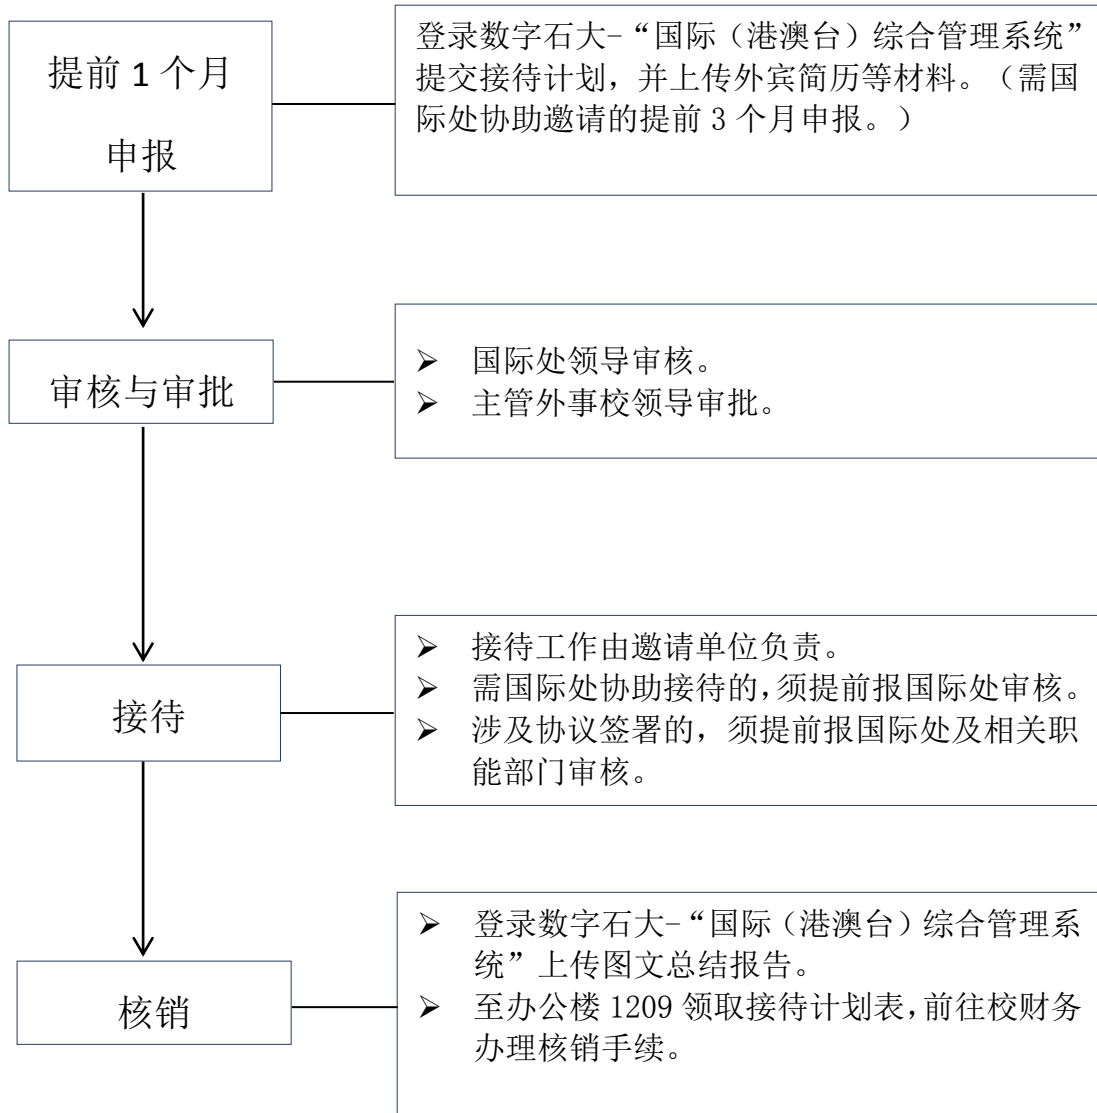 提前 1 个月
申报
登录数字石大-“国际（港澳台）综合管理系统”
提交接待计划，并上传外宾简历等材料。（需国
际处协助邀请的提前 3 个月申报。）
审核与审批
➢ 国际处领导审核。
➢ 主管外事校领导审批。
接待
➢ 接待工作由邀请单位负责。
➢ 需国际处协助接待的，须提前报国际处审核。
➢ 涉及协议签署的，须提前报国际处及相关职
能部门审核。
核销
➢ 登录数字石大-“国际（港澳台）综合管理系
统”上传图文总结报告。
➢ 至办公楼 1209 领取接待计划表，前往校财务
办理核销手续。